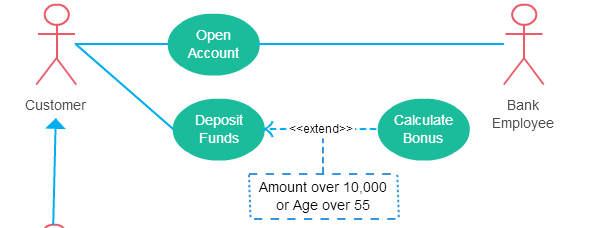 Open
Account
Customer
Bank
Employee
Deposit
Funds
<<extend>>
Calculate
Bonus
Amount over 10,000
or Age over 55